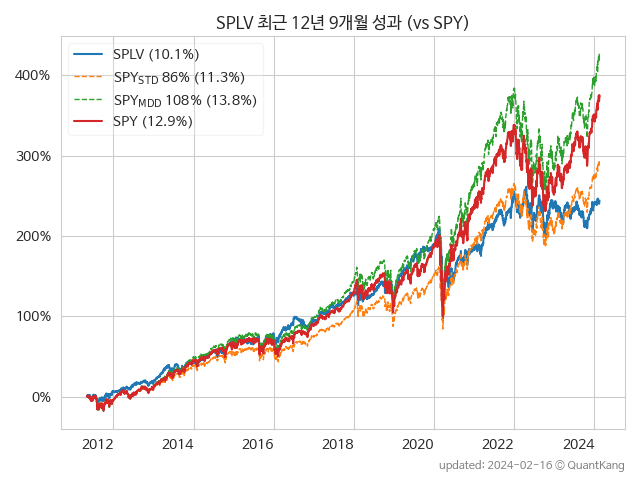 SPLV 최근 12년 9개월 성과 (vs SPY)
SPLV (10.1%)
SPY_STD 86% (11.3%)
SPY_MDD 108% (13.8%)
SPY (12.9%)
400%
300%
200%
100%
0%
2012 2014 2016 2018 2020 2022 2024
updated: 2024-02-16 © QuantKang